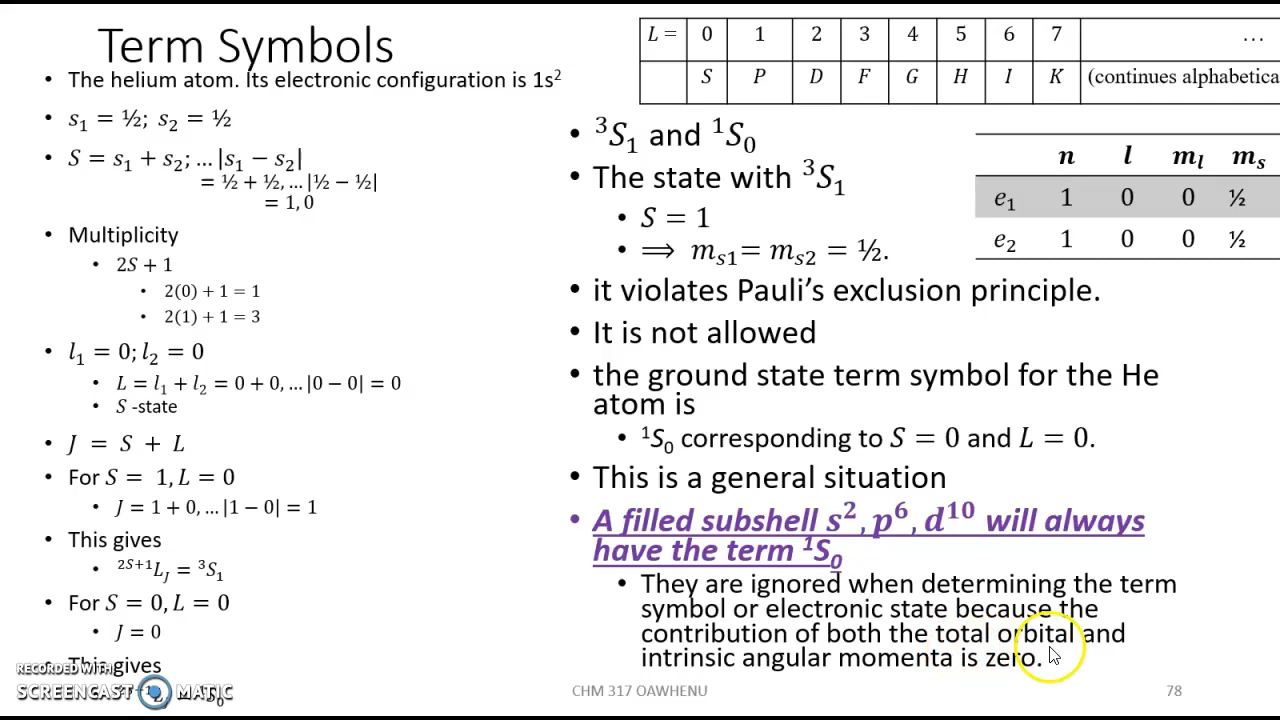 Term Symbols
• The helium atom. Its electronic configuration is 1s²
• s₁ = ½; s₂ = ½
• S = s₁ + s₂; … |s₁ − s₂|
= ½ + ½, … |½ − ½|
= 1, 0
• Multiplicity
• 2S + 1
• 2(0) + 1 = 1
• 2(1) + 1 = 3
• l₁ = 0; l₂ = 0
• L = l₁ + l₂ = 0 + 0, … |0 − 0| = 0
• S -state
• J = S + L
• For S = 1, L = 0
• J = 1 + 0, … |1 − 0| = 1
• This gives
• ²ˢ⁺¹L_J = ³S₁
• For S = 0, L = 0
• J = 0
• This gives
L = 0 1 2 3 4 5 6 7 …
S P D F G H I K (continues alphabetica
• ³S₁ and ¹S₀
• The state with ³S₁
• S = 1
• ⟹ mₛ₁ = mₛ₂ = ½.
n l mₗ mₛ
e₁ 1 0 0 ½
e₂ 1 0 0 ½
• it violates Pauli’s exclusion principle.
• It is not allowed
• the ground state term symbol for the He
atom is
• ¹S₀ corresponding to S = 0 and L = 0.
• This is a general situation
• A filled subshell s², p⁶, d¹⁰ will always
have the term ¹S₀
• They are ignored when determining the term
symbol or electronic state because the
contribution of both the total orbital and
intrinsic angular momenta is zero.
RECORDED WITH
SCREENCAST MATIC
CHM 317 OAWHENU
78